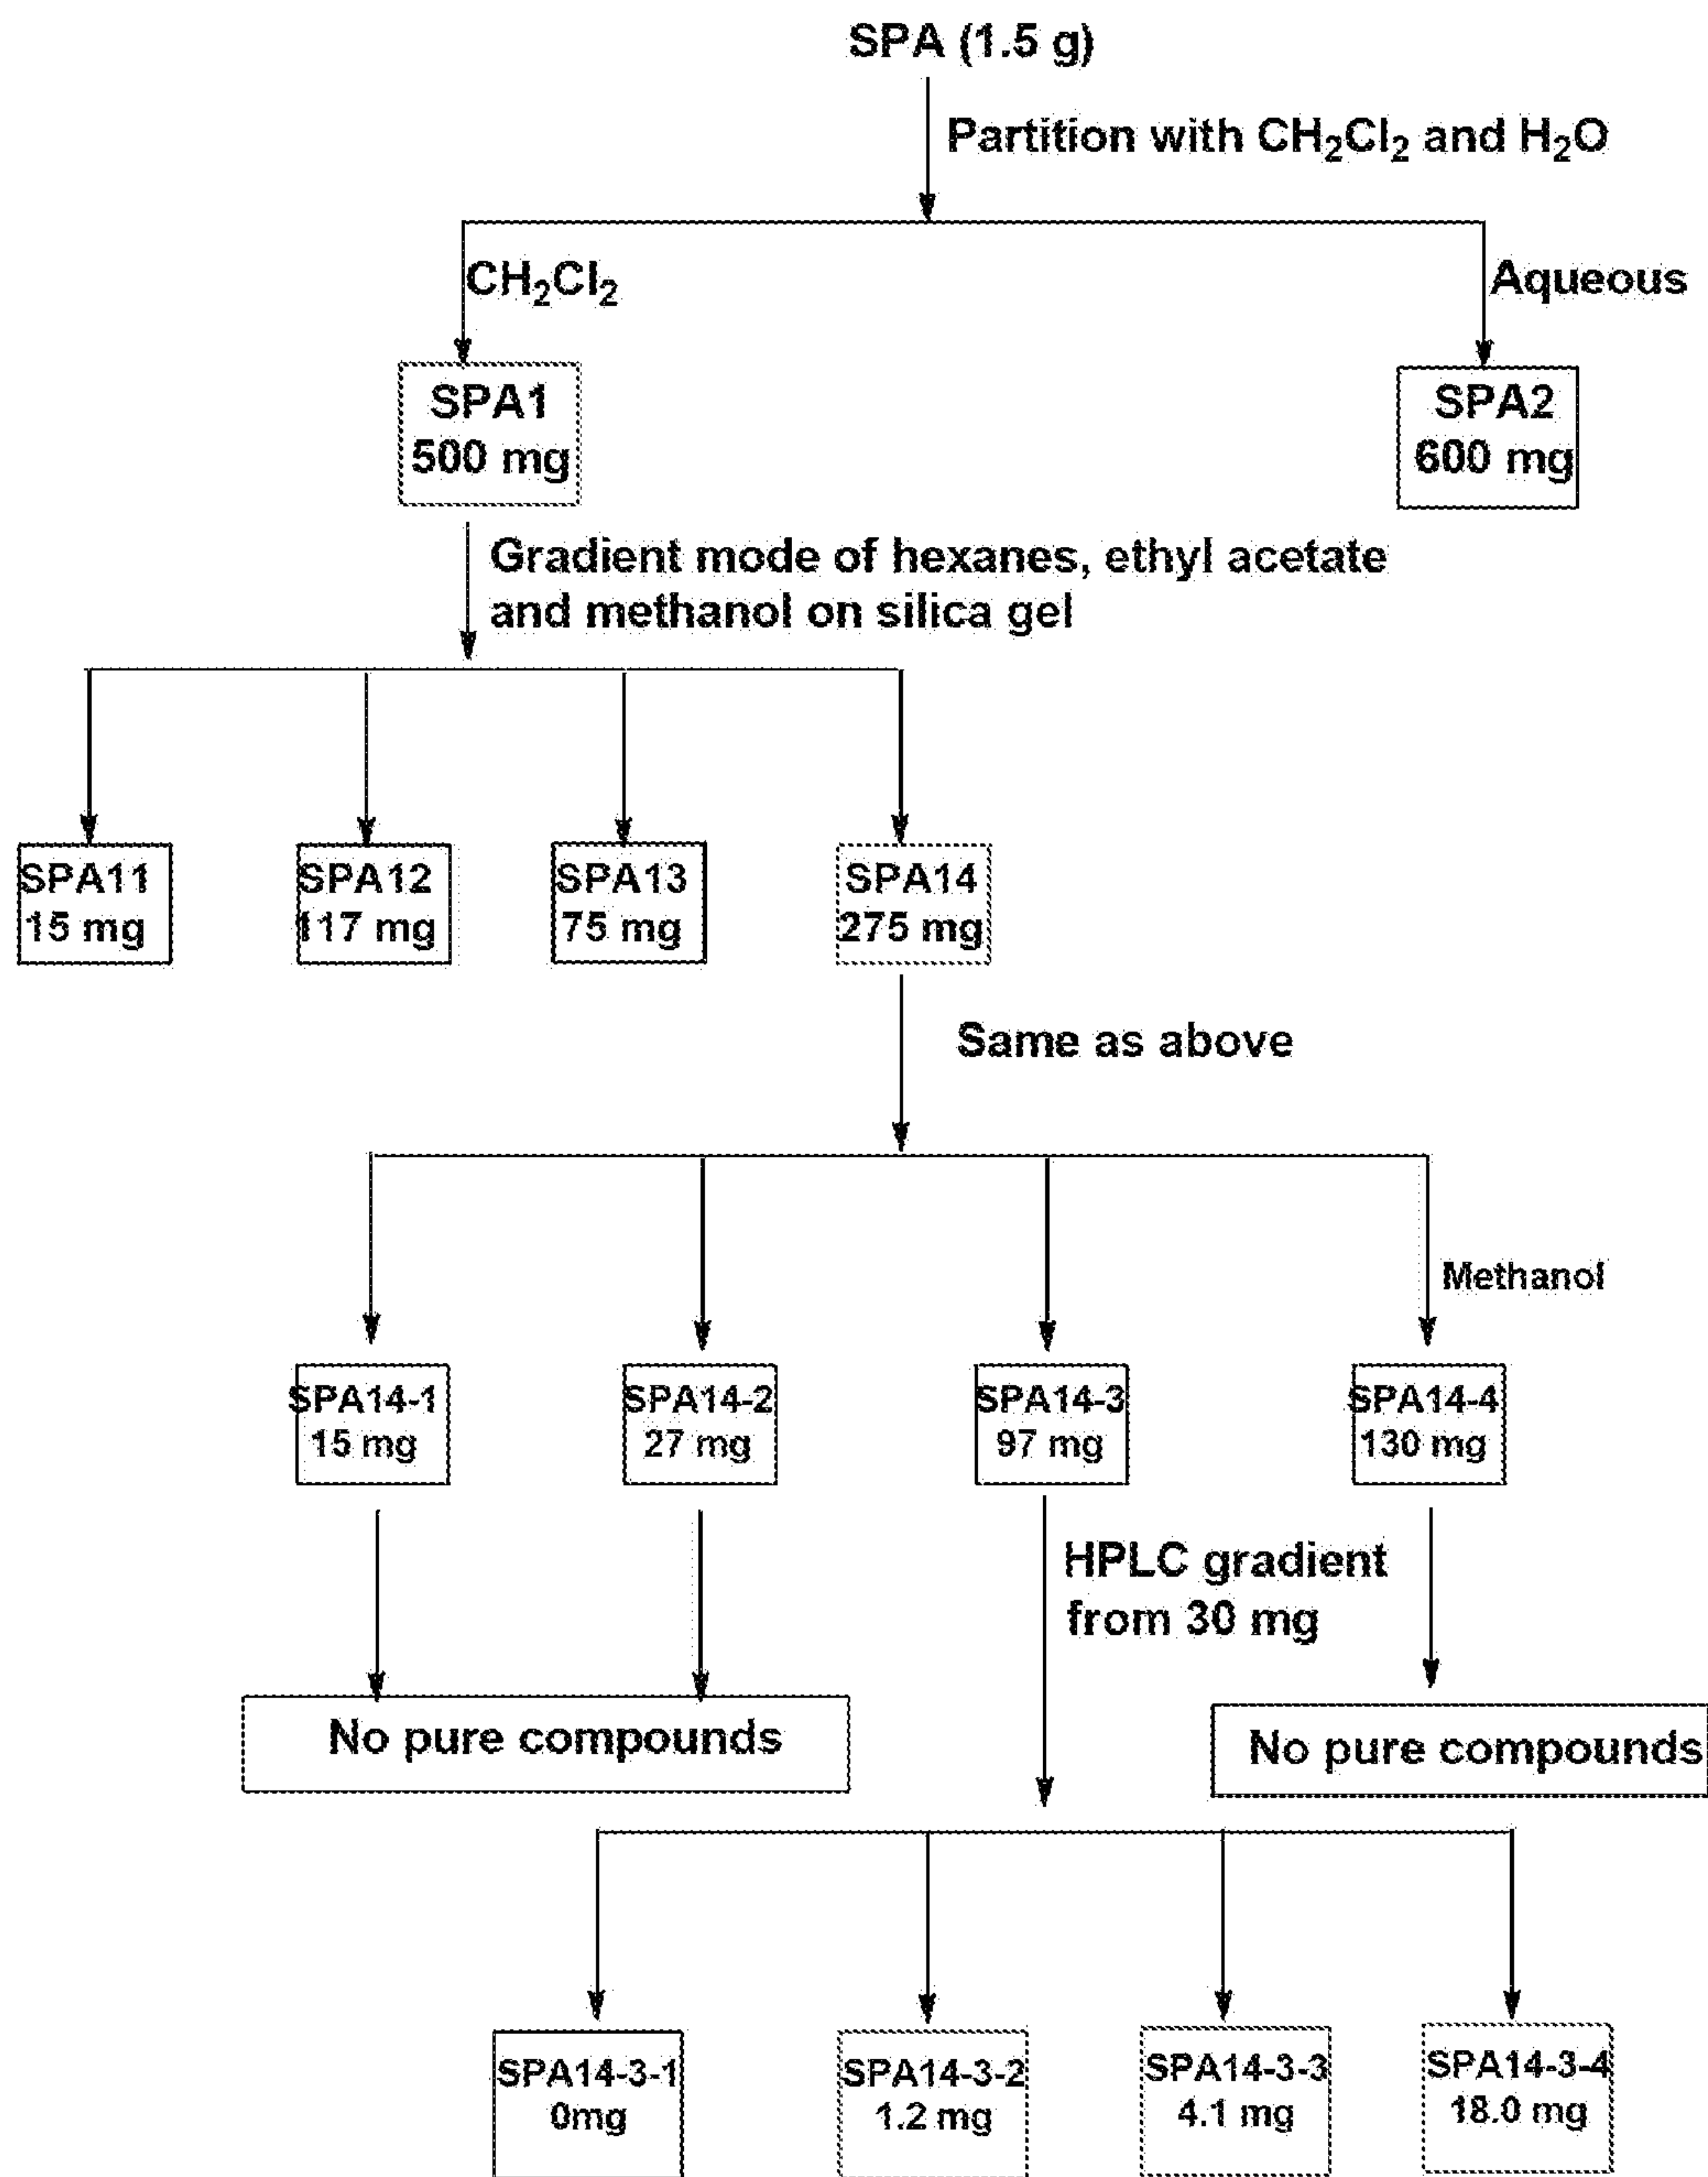 SPA (1.5 g)
Partition with CH₂Cl₂ and H₂O
CH₂Cl₂
Aqueous
SPA1
500 mg
SPA2
600 mg
Gradient mode of hexanes, ethyl acetate
and methanol on silica gel
SPA11
15 mg
SPA12
117 mg
SPA13
75 mg
SPA14
275 mg
Same as above
Methanol
SPA14-1
15 mg
SPA14-2
27 mg
SPA14-3
97 mg
SPA14-4
130 mg
HPLC gradient
from 30 mg
No pure compounds
No pure compounds
SPA14-3-1
0mg
SPA14-3-2
1.2 mg
SPA14-3-3
4.1 mg
SPA14-3-4
18.0 mg